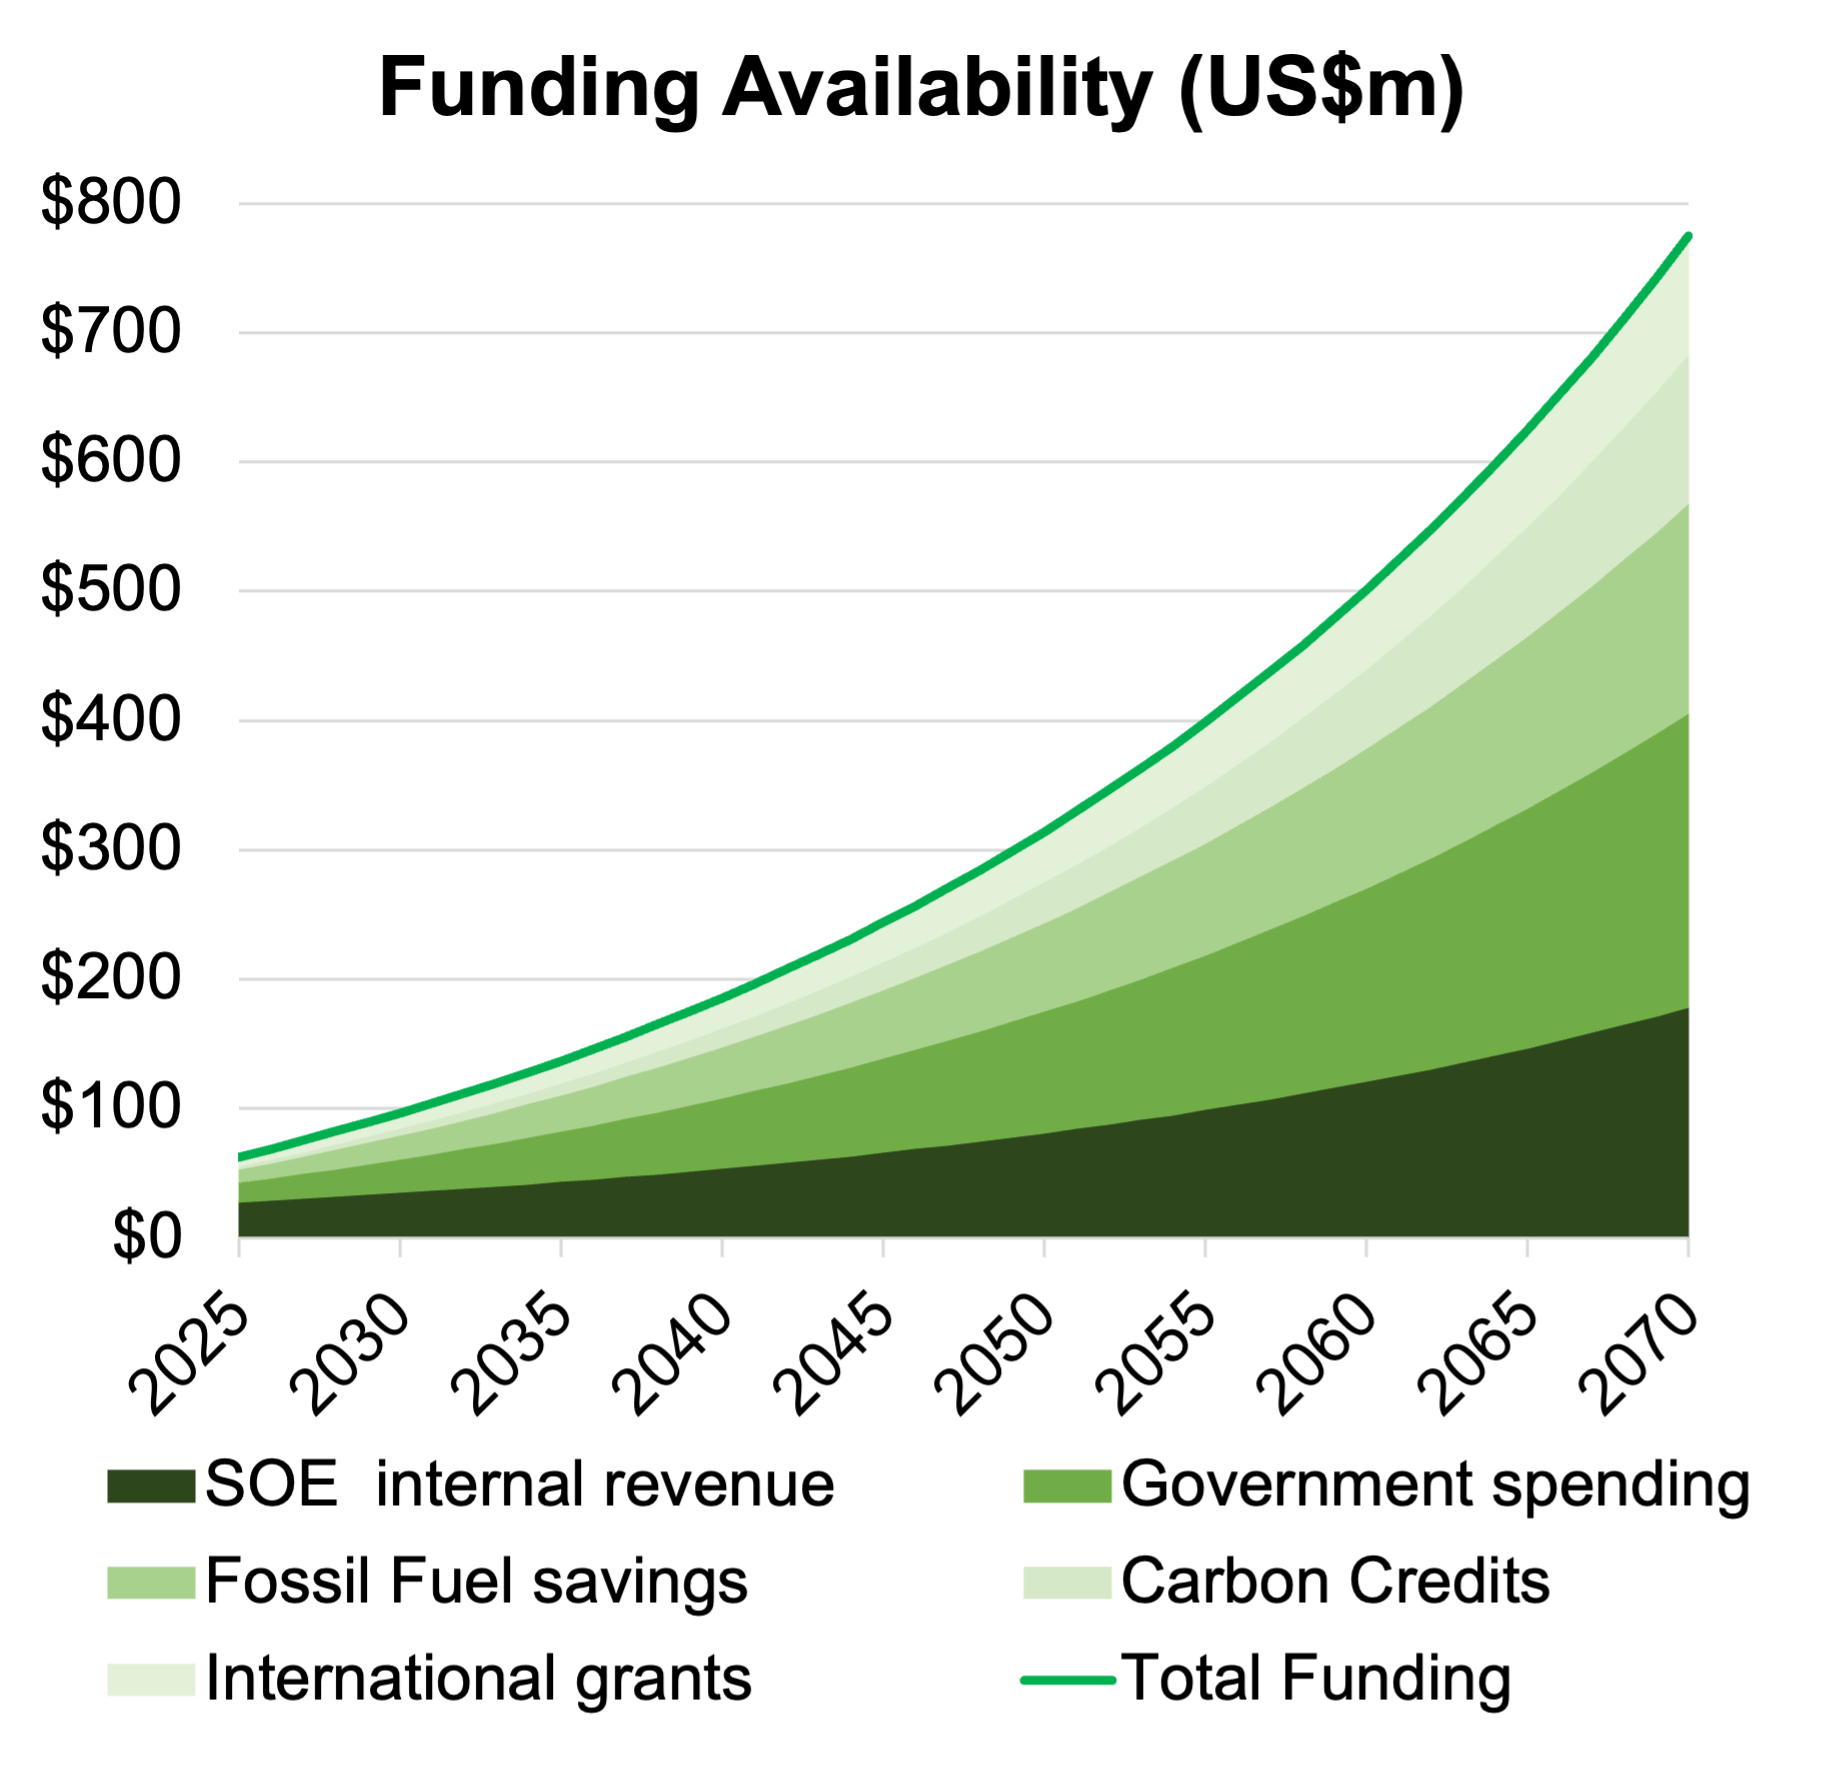 Funding Availability (US$m)
$800
$700
$600
$500
$400
$300
$200
$100
$0
2025 2030 2035 2040 2045 2050 2055 2060 2065 2070
SOE  internal revenue
Government spending
Fossil Fuel savings
Carbon Credits
International grants
Total Funding